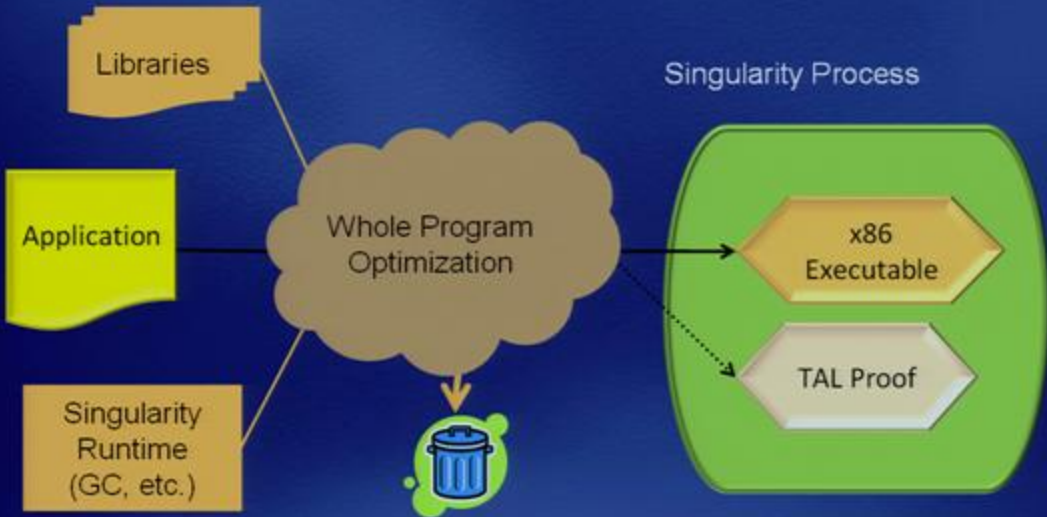 Libraries
Singularity Process
Application
Whole Program
Optimization
x86
Executable
TAL Proof
Singularity
Runtime
(GC, etc.)